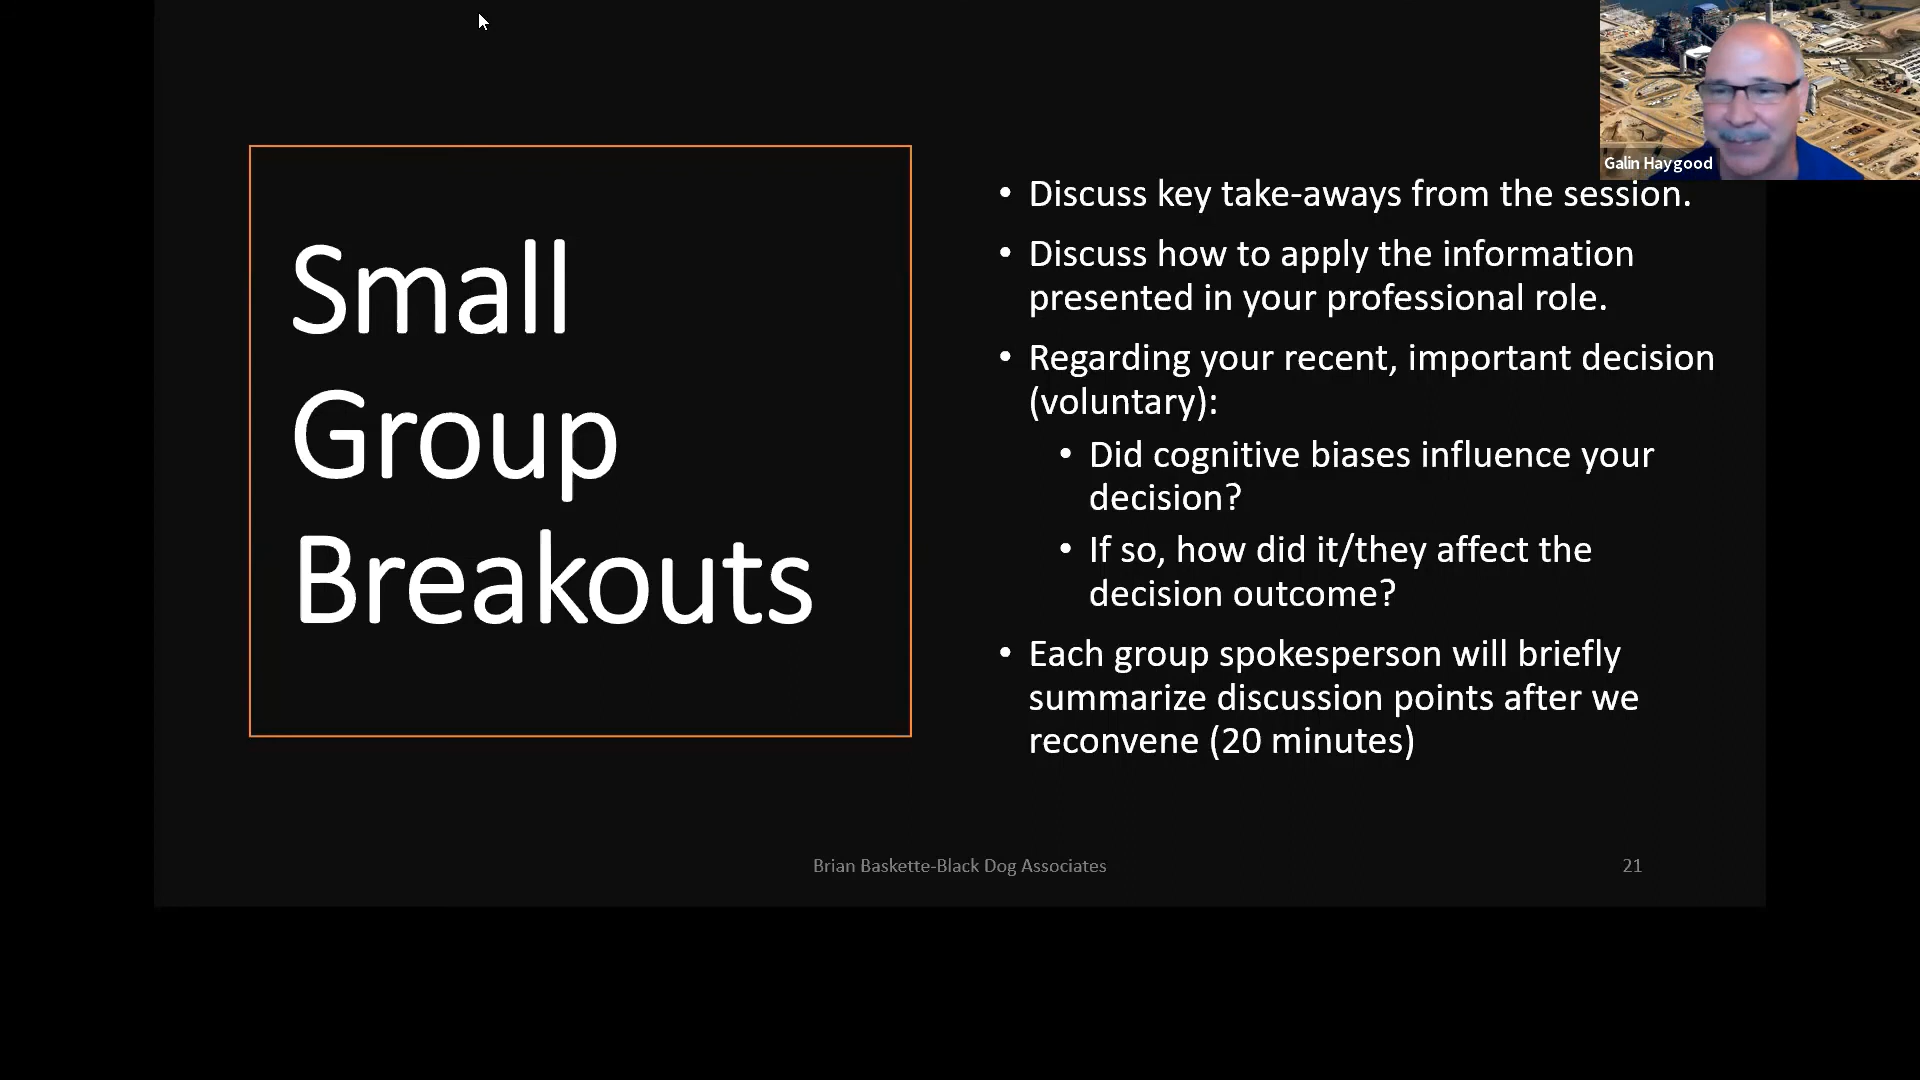 Galin Haygood
Small
Group
Breakouts
• Discuss key take-aways from the session.
• Discuss how to apply the information
presented in your professional role.
• Regarding your recent, important decision
(voluntary):
• Did cognitive biases influence your
decision?
• If so, how did it/they affect the
decision outcome?
• Each group spokesperson will briefly
summarize discussion points after we
reconvene (20 minutes)
Brian Baskette-Black Dog Associates
21